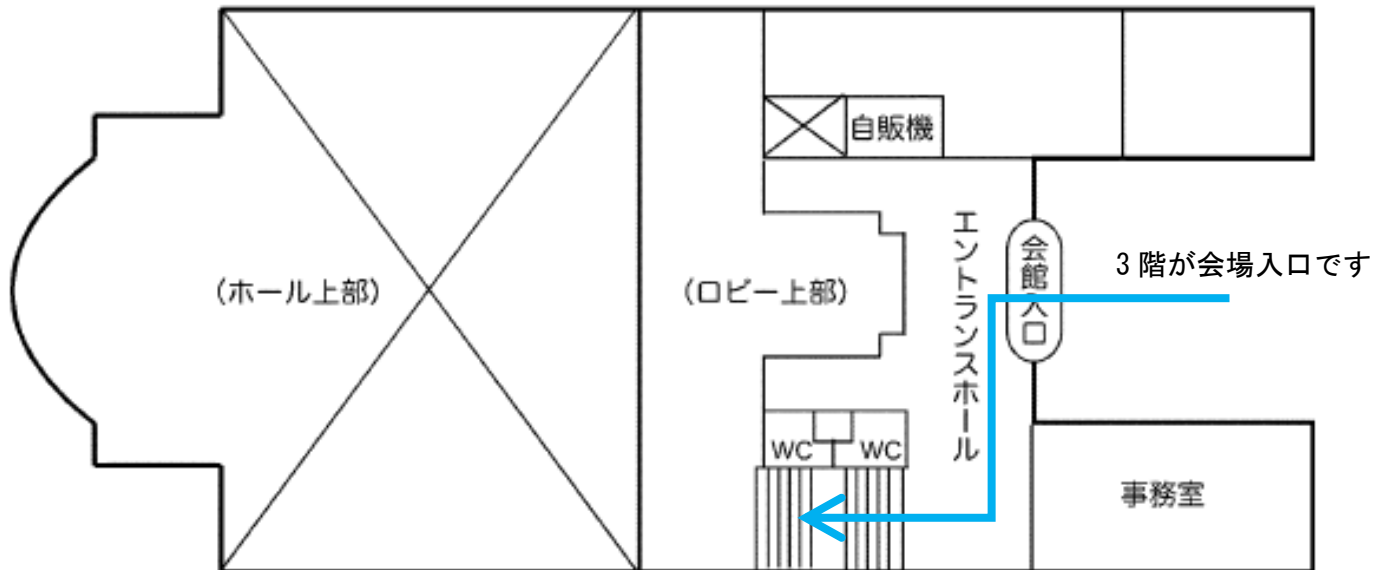 自販機
エントランスホール
会館入口
3階が会場入口です
(ホール上部)
(ロビー上部)
WC
WC
事務室